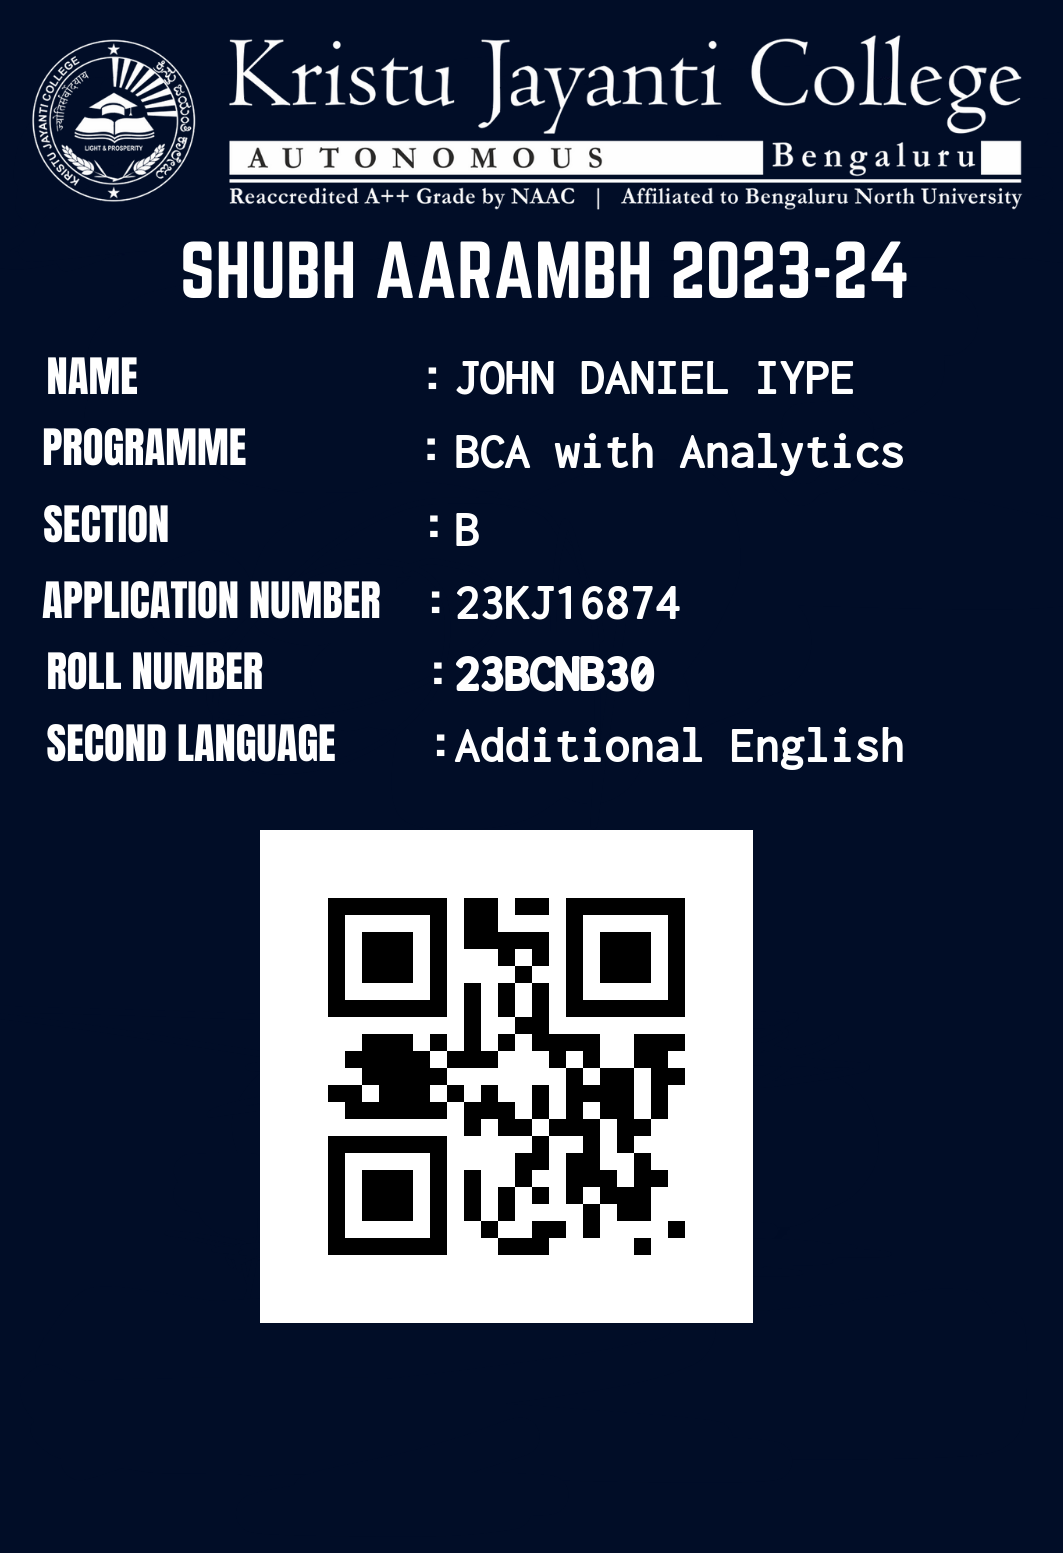 Kristu Jayanti College
AUTONOMOUS Bengaluru
Reaccredited A++ Grade by NAAC | Affiliated to Bengaluru North University
KRISTU JAYANTI COLLEGE
ಕ್ರಿಸ್ತು ಜಯಂತಿ ಕಾಲೇಜು
LIGHT & PROSPERITY
SHUBH AARAMBH 2023-24
NAME : JOHN DANIEL IYPE
PROGRAMME : BCA with Analytics
SECTION : B
APPLICATION NUMBER : 23KJ16874
ROLL NUMBER : 23BCNB30
SECOND LANGUAGE : Additional English